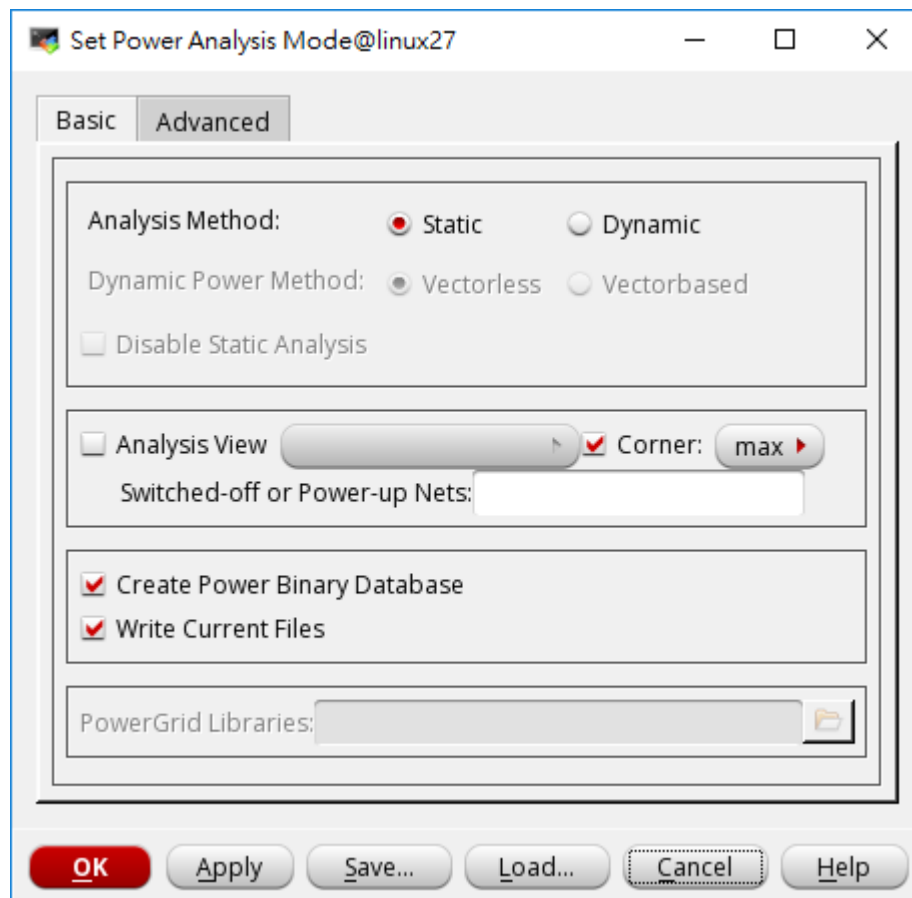 Set Power Analysis Mode@linux27
Basic Advanced
Analysis Method: Static Dynamic
Dynamic Power Method: Vectorless Vectorbased
Disable Static Analysis
Analysis View Corner: max
Switched-off or Power-up Nets:
Create Power Binary Database
Write Current Files
PowerGrid Libraries:
OK Apply Save... Load... Cancel Help